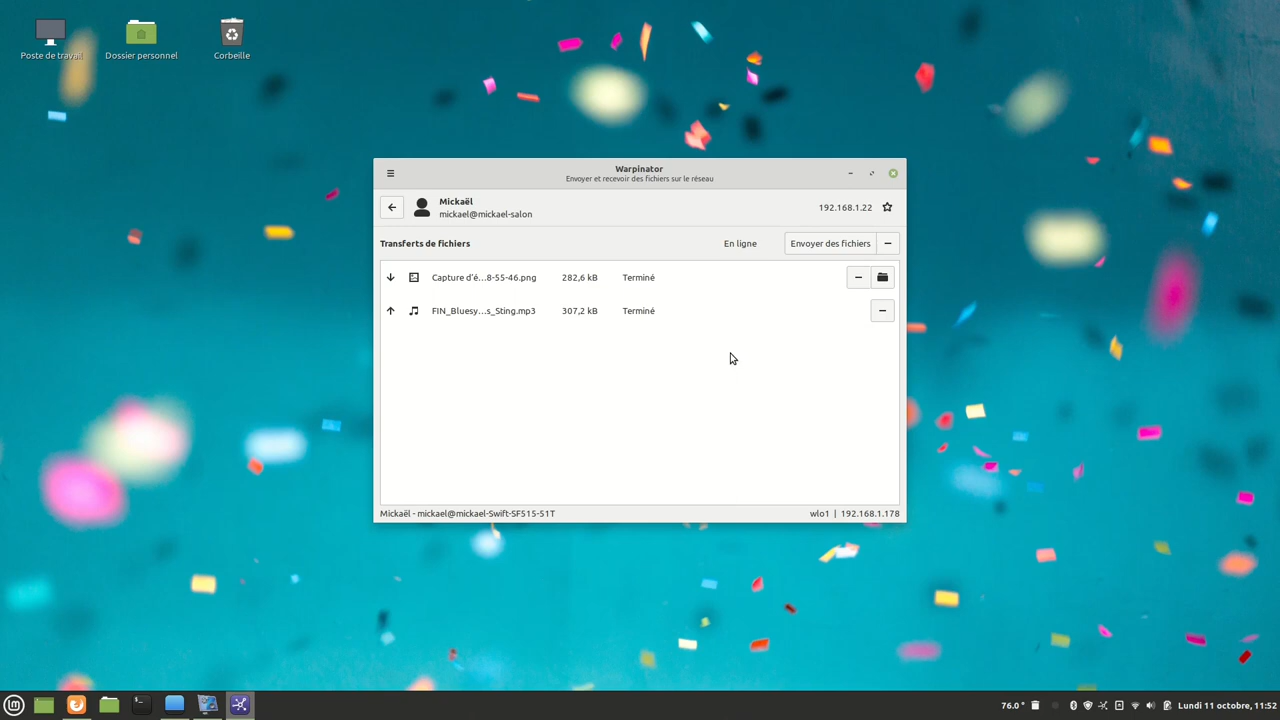 Poste de travail
Dossier personnel
Corbeille
Warpinator
Envoyer et recevoir des fichiers sur le réseau
Mickaël
mickael@mickael-salon
192.168.1.22
Transferts de fichiers
En ligne
Envoyer des fichiers
Capture d'é…8-55-46.png 282,6 kB Terminé
FIN_Bluesy…s_Sting.mp3 307,2 kB Terminé
Mickaël - mickael@mickael-Swift-SF515-51T
wlo1 | 192.168.1.178
76.0 °
Lundi 11 octobre, 11:52